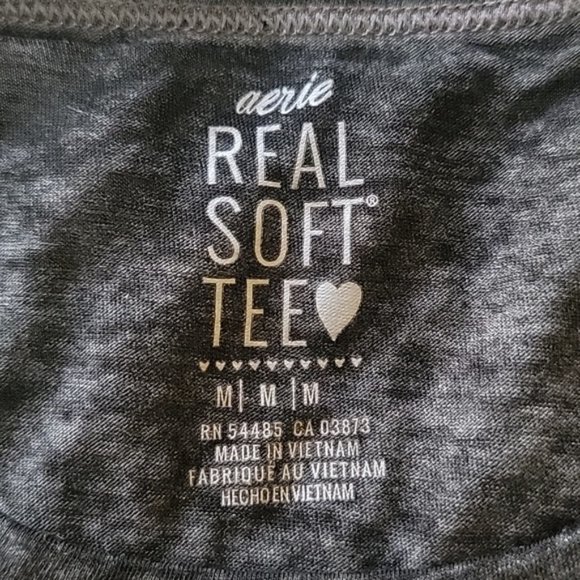 aerie
REAL
SOFT®
TEE
M| M |M
RN 54485 CA 03873
MADE IN VIETNAM
FABRIQUÉ AU VIETNAM
HECHO EN VIETNAM